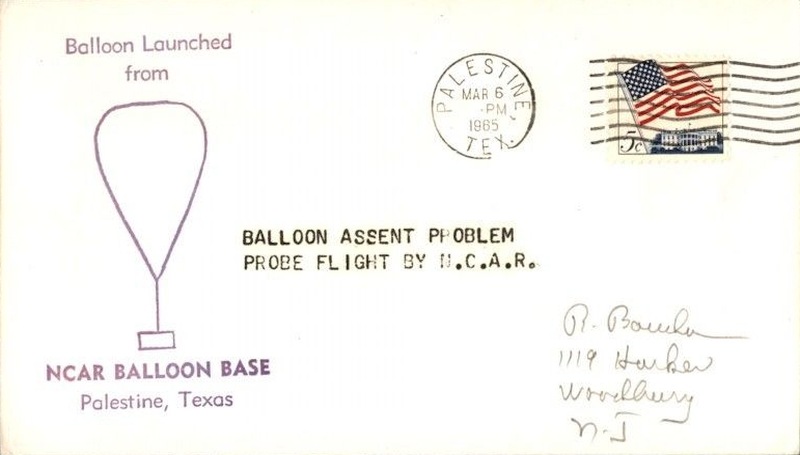 Balloon Launched
from
NCAR BALLOON BASE
Palestine, Texas
PALESTINE,
MAR 6
-PM
1965
TEX.
5c
BALLOON ASSENT PROBLEM
PROBE FLIGHT BY N.C.A.R.
R.
1119 Harker
Woodbury
N-J